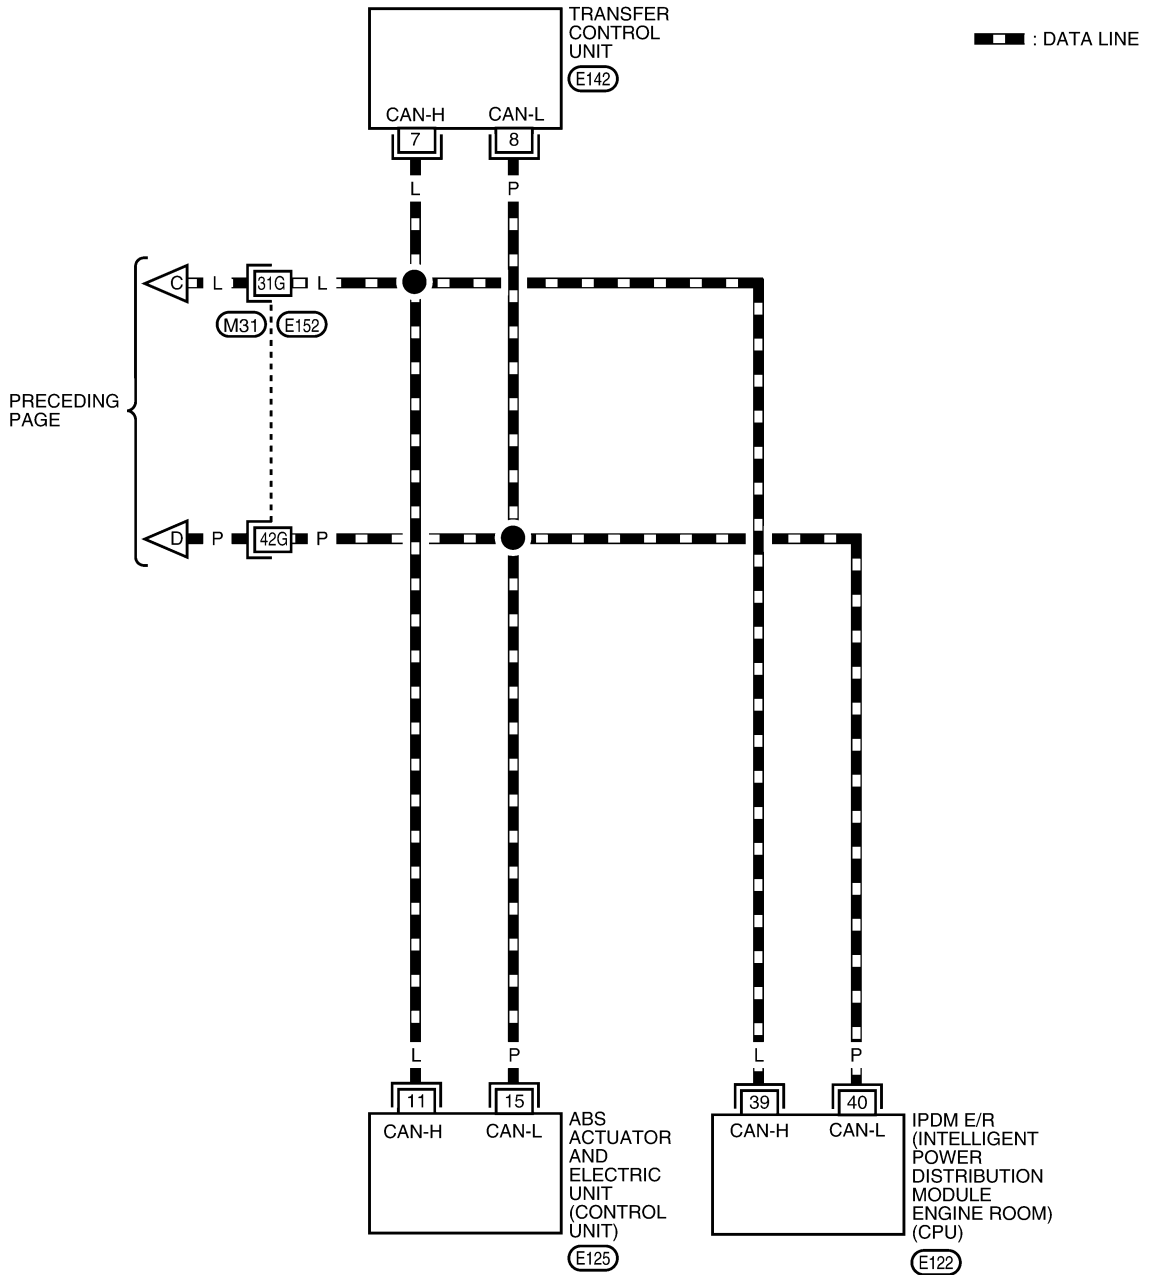 TRANSFER
CONTROL
UNIT
E142
: DATA LINE
CAN-H
CAN-L
7
8
L
P
C
L
31G
L
M31
E152
PRECEDING
PAGE
D
P
42G
P
L
P
L
P
11
15
39
40
CAN-H
CAN-L
CAN-H
CAN-L
ABS
ACTUATOR
AND
ELECTRIC
UNIT
(CONTROL
UNIT)
E125
IPDM E/R
(INTELLIGENT
POWER
DISTRIBUTION
MODULE
ENGINE ROOM)
(CPU)
E122